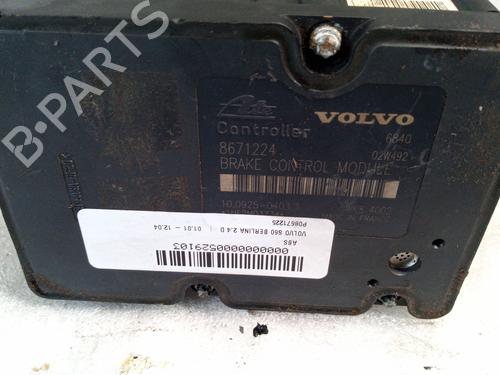 B-PARTS
Ate
VOLVO
Controller
6840
8671224
02W492
BRAKE CONTROL MODULE
10.0925-0403.3
IN FRANCE
P08671225
VOLVO S60 BERLINA 2.4 D | 01.01 - 12.04
ABS
0000000000000529103